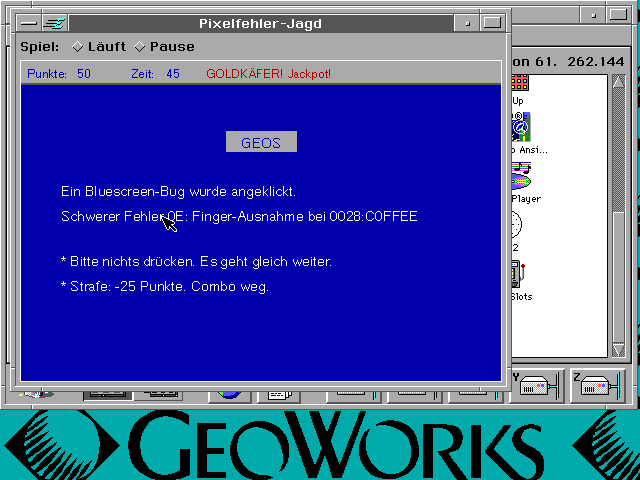 Pixelfehler-Jagd
Spiel: Läuft Pause
on 61. 262.144
Punkte: 50 Zeit: 45 GOLDKÄFER! Jackpot!
Up
GEOS
o Ansi...
Ein Bluescreen-Bug wurde angeklickt.
Player
Schwerer Fehler 0E: Finger-Ausnahme bei 0028:C0FFEE
2
* Bitte nichts drücken. Es geht gleich weiter.
* Strafe: -25 Punkte. Combo weg.
Slots
Y
Z
GEOWORKS